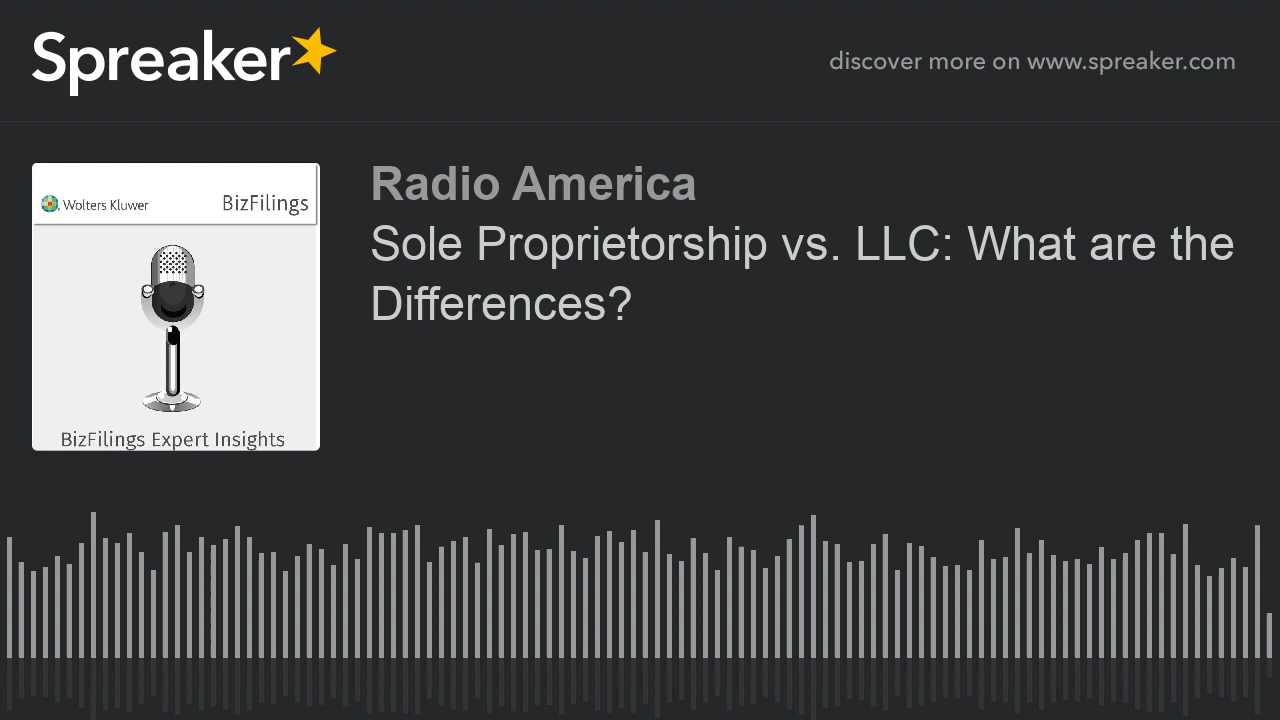 Spreaker
discover more on www.spreaker.com
Wolters Kluwer
BizFilings
BizFilings Expert Insights
Radio America
Sole Proprietorship vs. LLC: What are the
Differences?